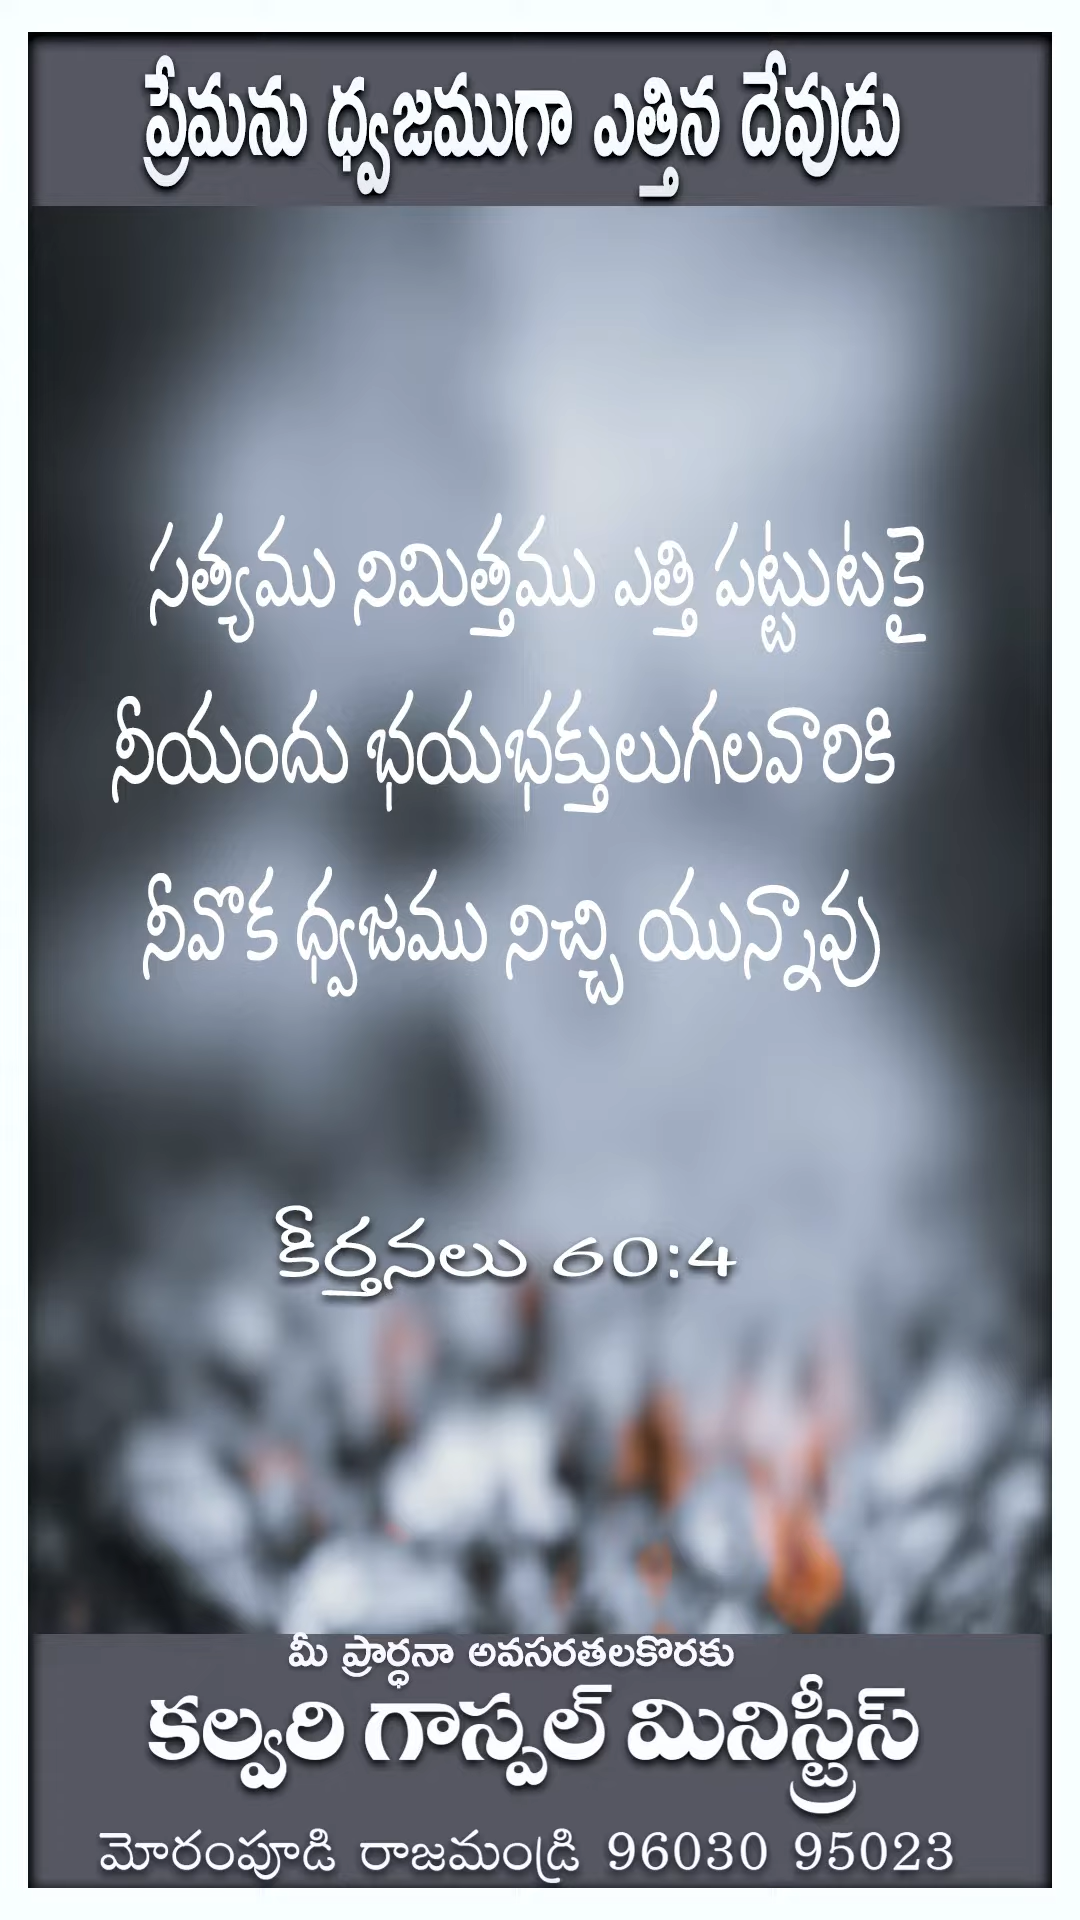 ప్రేమను ధ్వజముగా ఎత్తిన దేవుడు
సత్యము నిమిత్తము ఎత్తి పట్టుటకై
నీయందు భయభక్తులుగలవారికి
నీవొక ధ్వజము నిచ్చి యున్నావు
కీర్తనలు 60:4
మీ ప్రార్ధనా అవసరతలకొరకు
కల్వరి గాస్పల్ మినిస్ట్రీస్
మోరంపూడి రాజమండ్రి 96030 95023